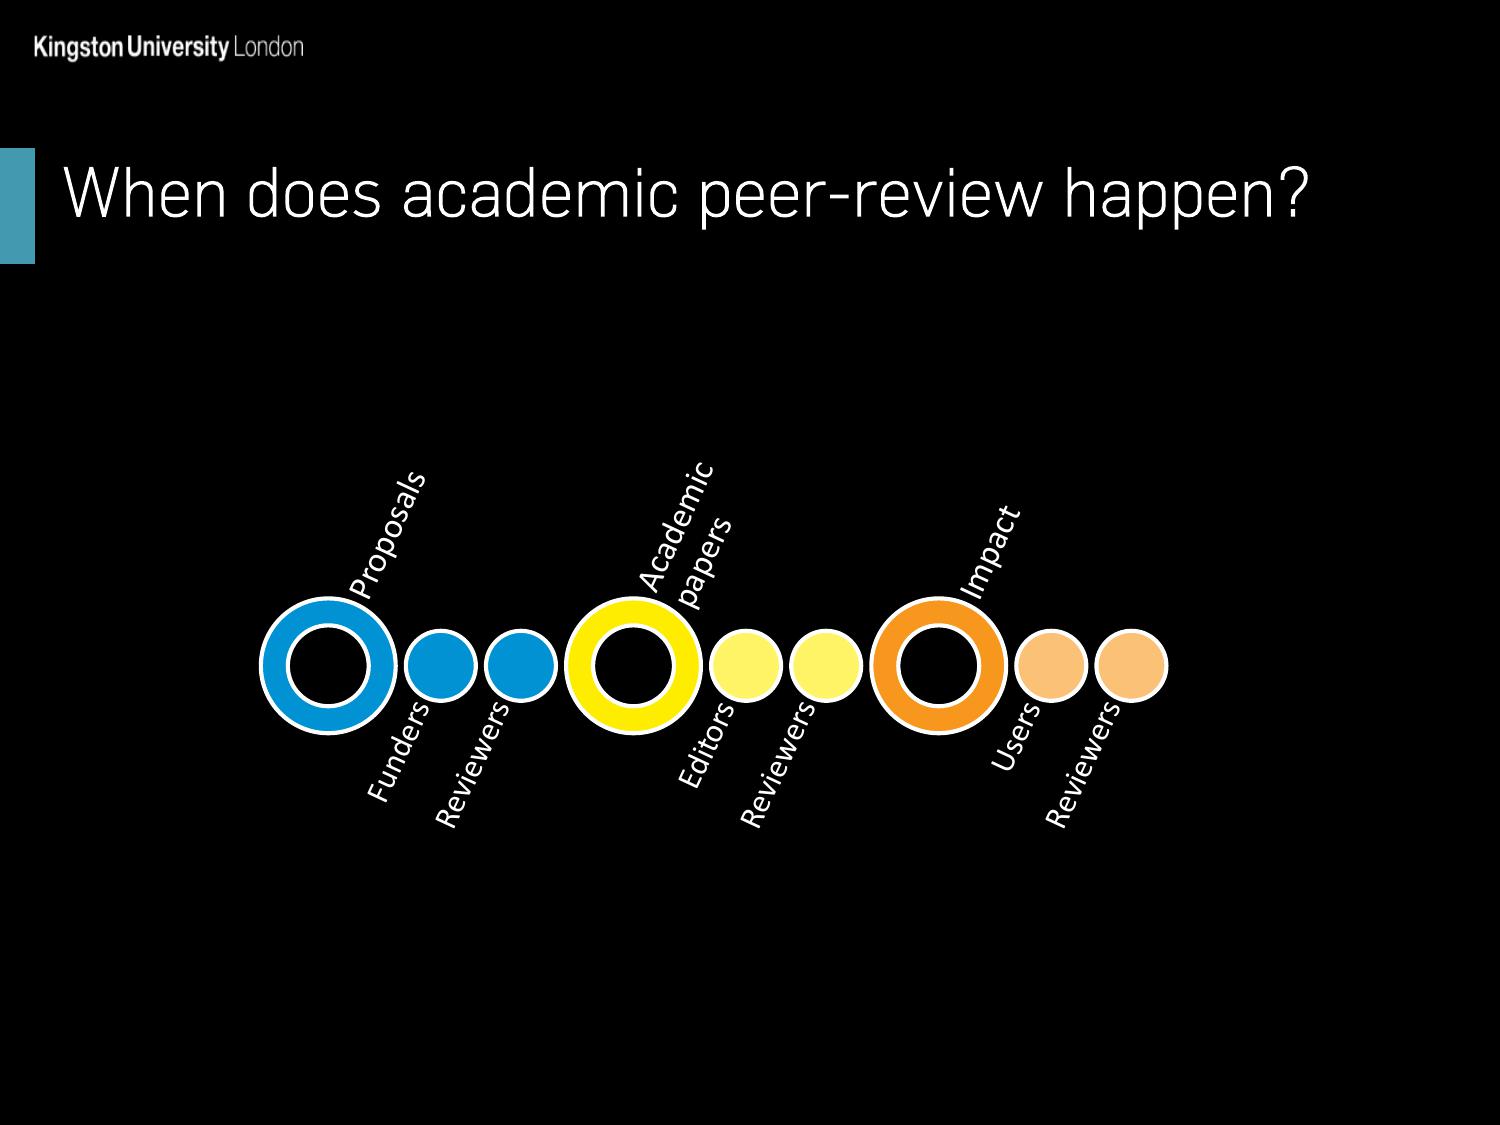 Kingston University London
When does academic peer-review happen?
Proposals
Funders
Reviewers
Academic
papers
Editors
Reviewers
Impact
Users
Reviewers